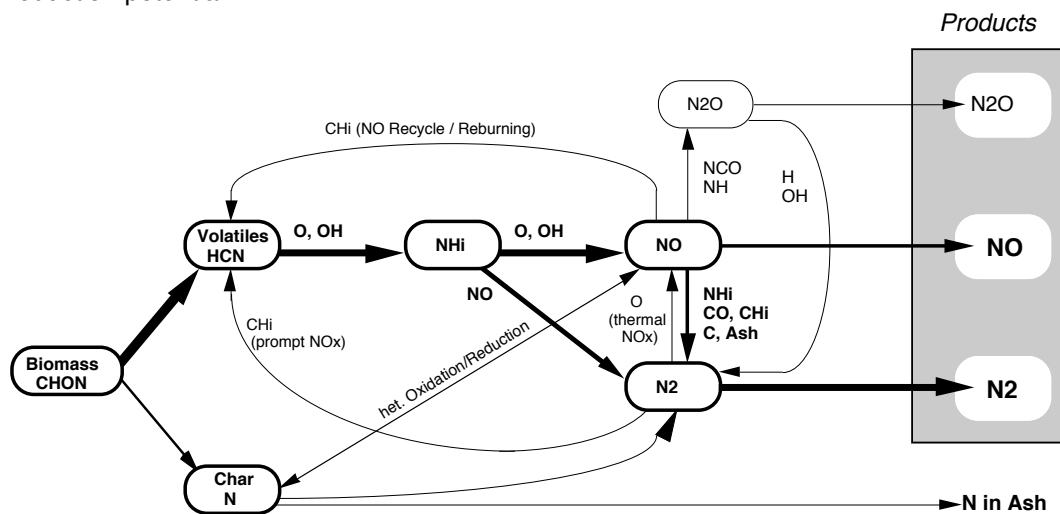 Products
N2O
N2O
CHi (NO Recycle / Reburning)
NCO
NH
H
OH
Volatiles
HCN
O, OH
NHi
O, OH
NO
NO
NO
CHi
(prompt NOx)
O
(thermal
NOx)
NHi
CO, CHi
C, Ash
het. Oxidation/Reduction
Biomass
CHON
N2
N2
Char
N
N in Ash